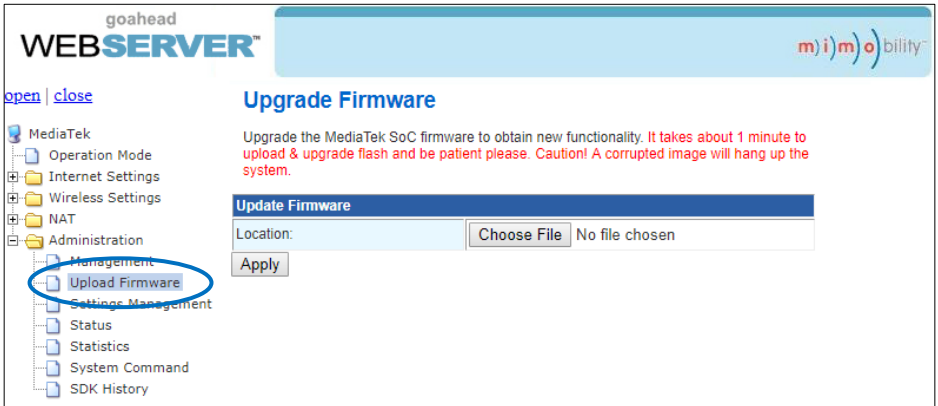 goahead
WEBSERVER™
m)i)m)o)bility™
open | close
MediaTek
Operation Mode
Internet Settings
Wireless Settings
NAT
Administration
Management
Upload Firmware
Settings Management
Status
Statistics
System Command
SDK History
Upgrade Firmware
Upgrade the MediaTek SoC firmware to obtain new functionality. It takes about 1 minute to
upload & upgrade flash and be patient please. Caution! A corrupted image will hang up the
system.
Update Firmware
Location:
Choose File No file chosen
Apply